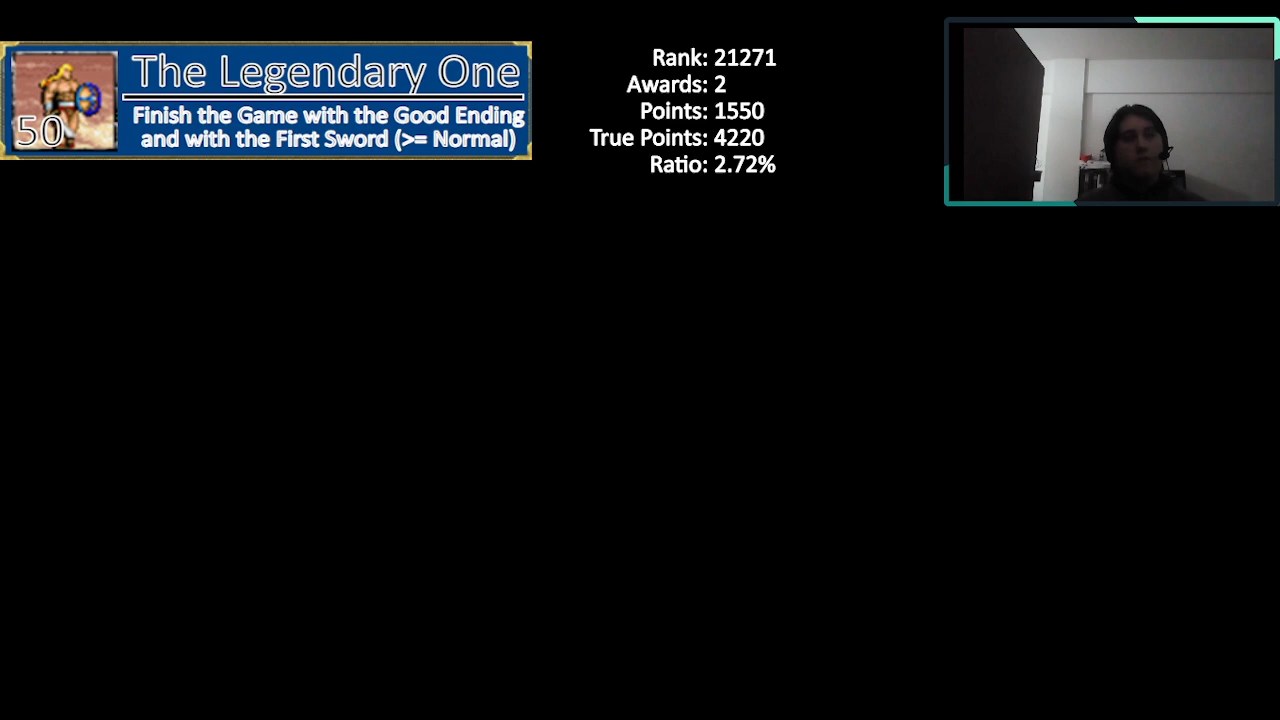 The Legendary One
Finish the Game with the Good Ending
and with the First Sword (>= Normal)
50
Rank: 21271
Awards: 2
Points: 1550
True Points: 4220
Ratio: 2.72%